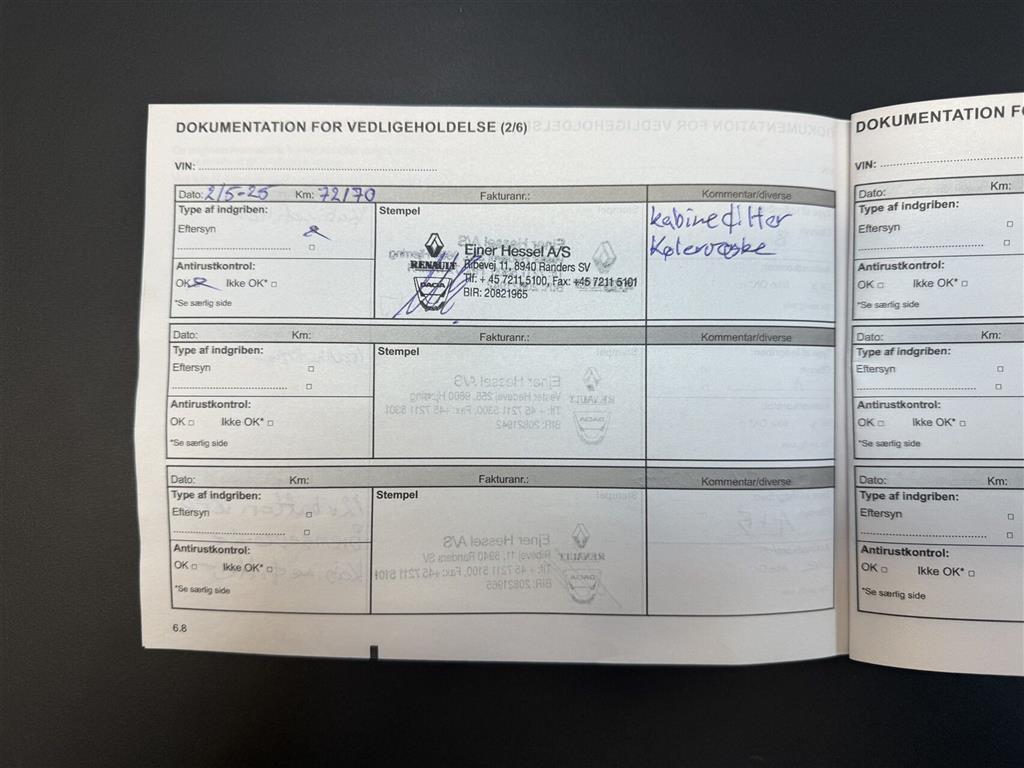 DOKUMENTATION FOR VEDLIGEHOLDELSE (2/6)
VIN:
Dato: 2/5-25 Km: 72170 Fakturanr.: Kommentar/diverse
Type af indgriben:
Eftersyn
Antirustkontrol:
OK Ikke OK*
*Se særlig side
Stempel
RENAULT
DACIA
Ejner Hessel A/S
Ribevej 11, 8940 Randers SV
Tlf. + 45 7211 5100, Fax: +45 7211 5101
BIR: 20821965
kabinefilter
Kølervæske
Dato: Km: Fakturanr.: Kommentar/diverse
Type af indgriben:
Eftersyn
Antirustkontrol:
OK Ikke OK*
*Se særlig side
Stempel
Dato: Km: Fakturanr.: Kommentar/diverse
Type af indgriben:
Eftersyn
Antirustkontrol:
OK Ikke OK*
*Se særlig side
Stempel
6.8
DOKUMENTATION
VIN:
Dato: Km:
Type af indgriben:
Eftersyn
Antirustkontrol:
OK Ikke OK*
*Se særlig side
Dato: Km:
Type af indgriben:
Eftersyn
Antirustkontrol:
OK Ikke OK*
*Se særlig side
Dato: Km:
Type af indgriben:
Eftersyn
Antirustkontrol:
OK Ikke OK*
*Se særlig side